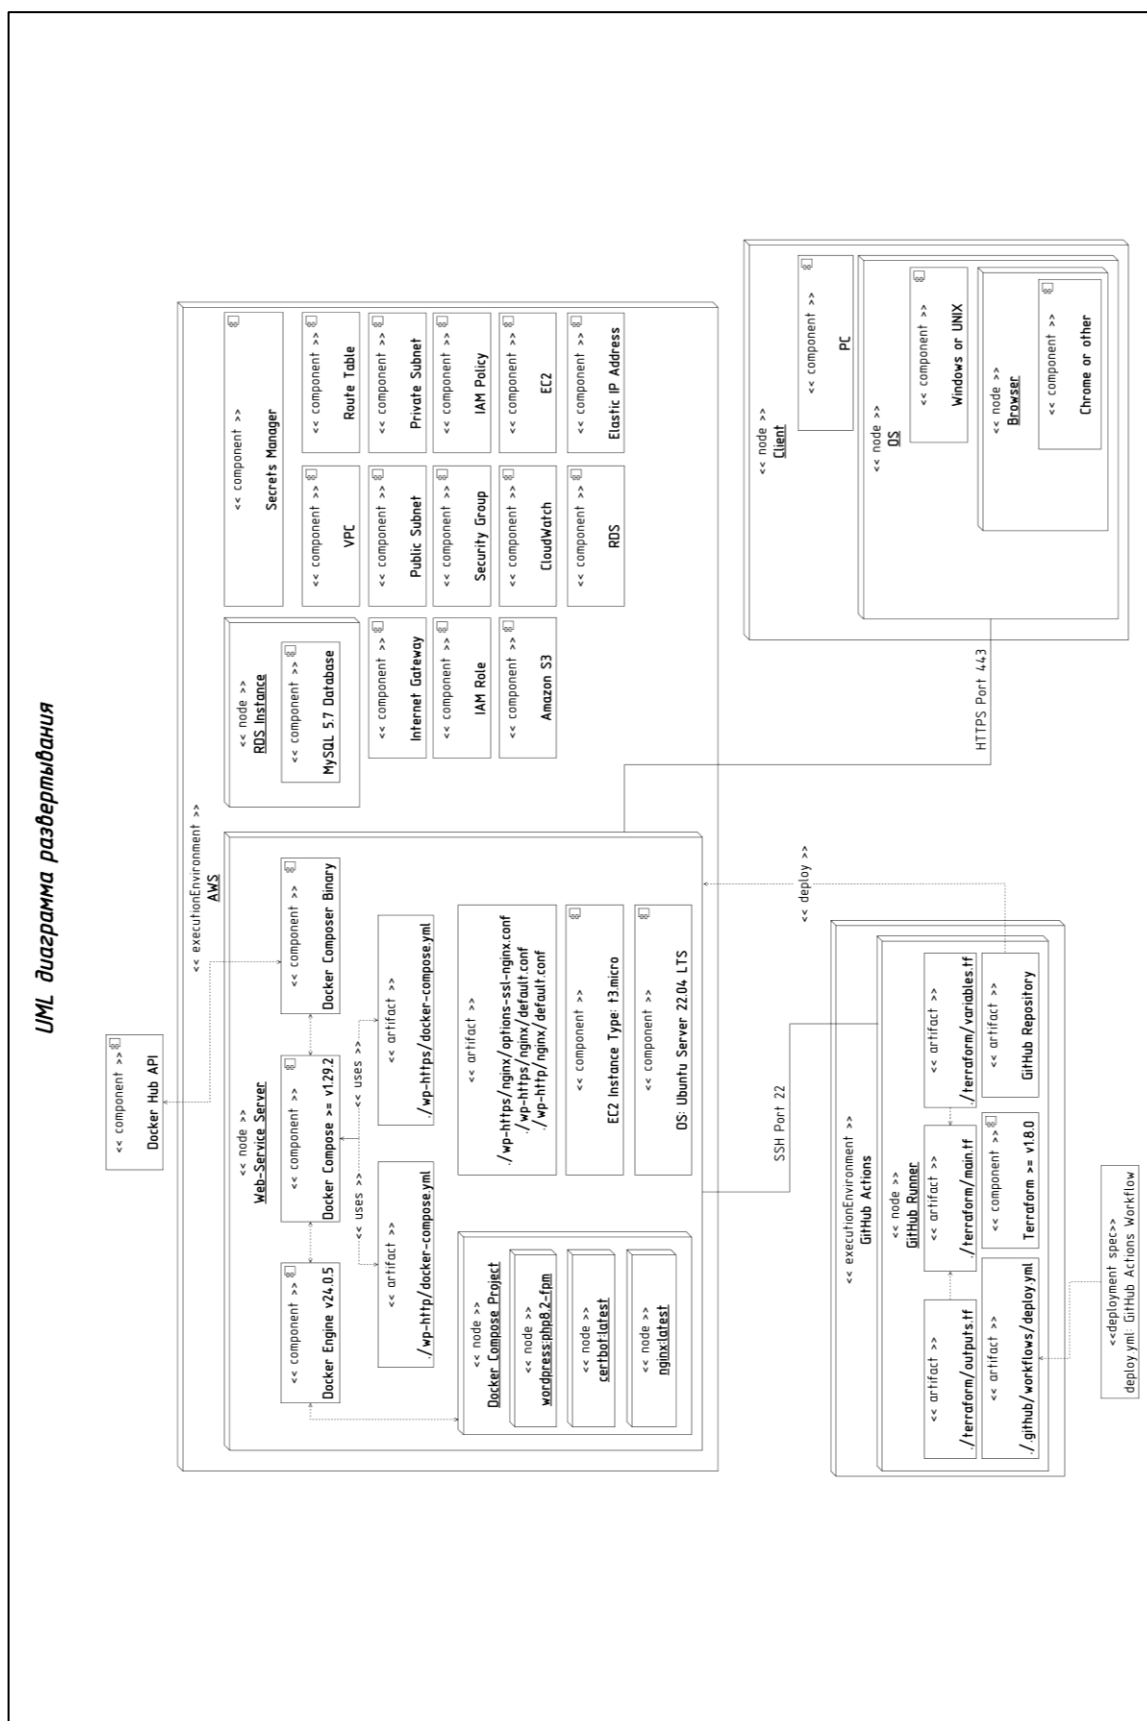 UML диаграмма развертывания
<< component >>
Docker Hub API
<< executionEnvironment >>
AWS
<< node >>
Web-Service Server
<< component >>
Docker Engine v24.0.5
<< component >>
Docker Compose >= v1.29.2
<< component >>
Docker Composer Binary
<< uses >>
<< uses >>
<< artifact >>
./wp-http/docker-compose.yml
<< artifact >>
./wp-https/docker-compose.yml
<< node >>
Docker Compose Project
<< node >>
wordpress:php8.2-fpm
<< node >>
certbot:latest
<< node >>
nginx:latest
<< artifact >>
./wp-https/nginx/options-ssl-nginx.conf
./wp-https/nginx/default.conf
./wp-http/nginx/default.conf
<< component >>
EC2 Instance Type: t3.micro
<< component >>
OS: Ubuntu Server 22.04 LTS
<< node >>
RDS Instance
<< component >>
MySQL 5.7 Database
<< component >>
Secrets Manager
<< component >>
VPC
<< component >>
Route Table
<< component >>
Internet Gateway
<< component >>
Public Subnet
<< component >>
Private Subnet
<< component >>
IAM Role
<< component >>
Security Group
<< component >>
IAM Policy
<< component >>
Amazon S3
<< component >>
CloudWatch
<< component >>
EC2
<< component >>
RDS
<< component >>
Elastic IP Address
SSH Port 22
<< deploy >>
HTTPS Port 443
<< executionEnvironment >>
GitHub Actions
<< node >>
GitHub Runner
<< artifact >>
./terraform/outputs.tf
<< artifact >>
./terraform/main.tf
<< artifact >>
./terraform/variables.tf
<< artifact >>
./.github/workflows/deploy.yml
<< component >>
Terraform >= v1.8.0
<< artifact >>
GitHub Repository
<<deployment spec>>
deploy.yml: GitHub Actions Workflow
<< node >>
Client
<< component >>
PC
<< node >>
OS
<< component >>
Windows or UNIX
<< node >>
Browser
<< component >>
Chrome or other